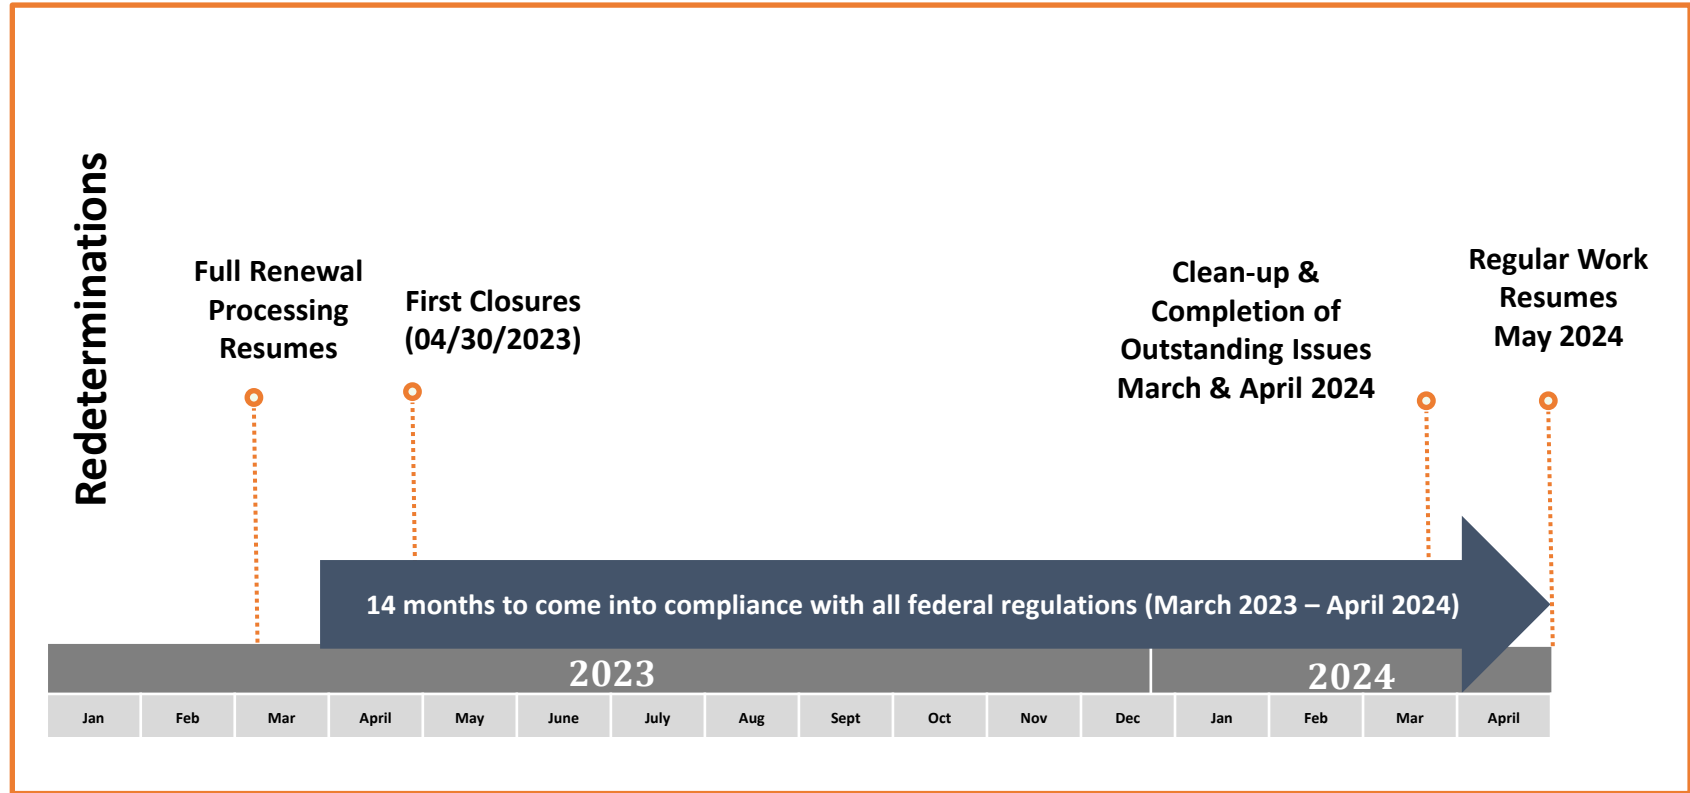 Redeterminations
Full Renewal
Processing
Resumes
First Closures
(04/30/2023)
Clean-up &
Completion of
Outstanding Issues
March & April 2024
Regular Work
Resumes
May 2024
14 months to come into compliance with all federal regulations (March 2023 – April 2024)
2023
2024
Jan
Feb
Mar
April
May
June
July
Aug
Sept
Oct
Nov
Dec
Jan
Feb
Mar
April